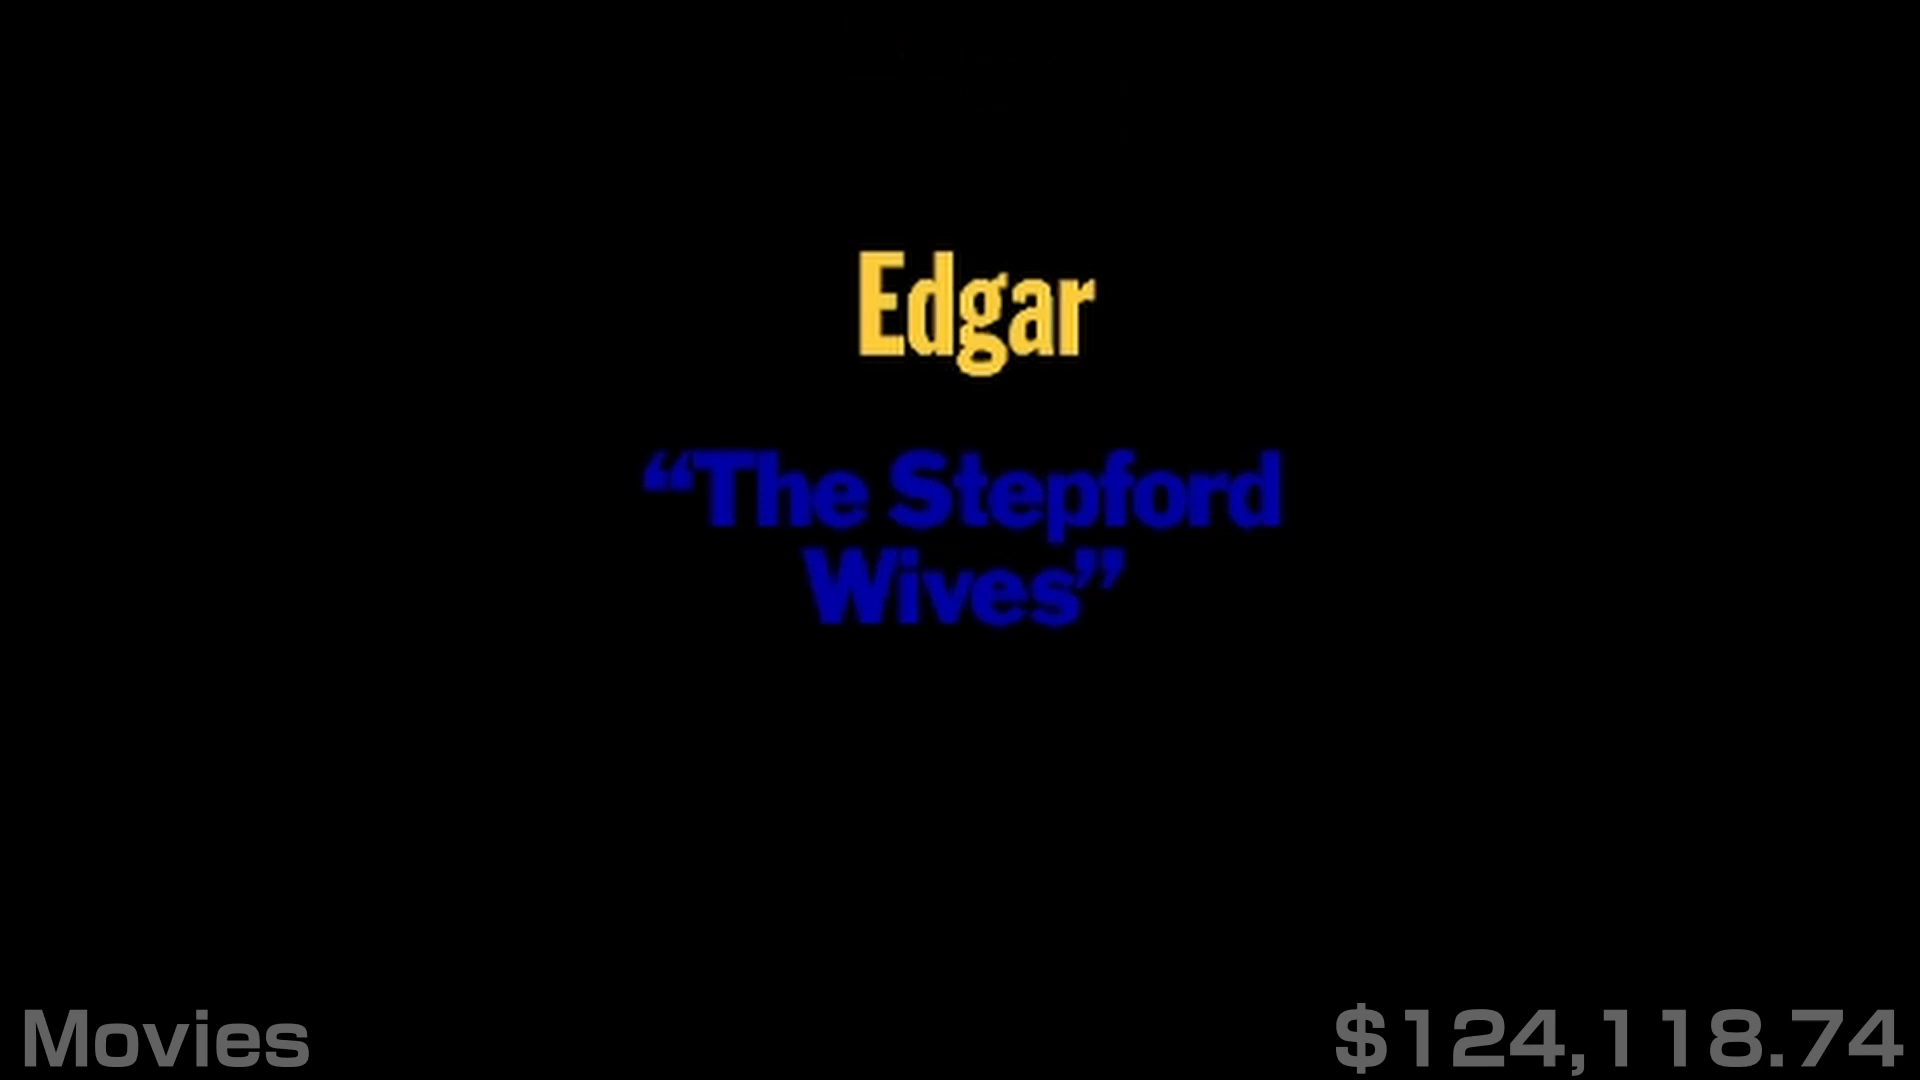 Edgar
“The Stepford
Wives”
Movies
$124,118.74